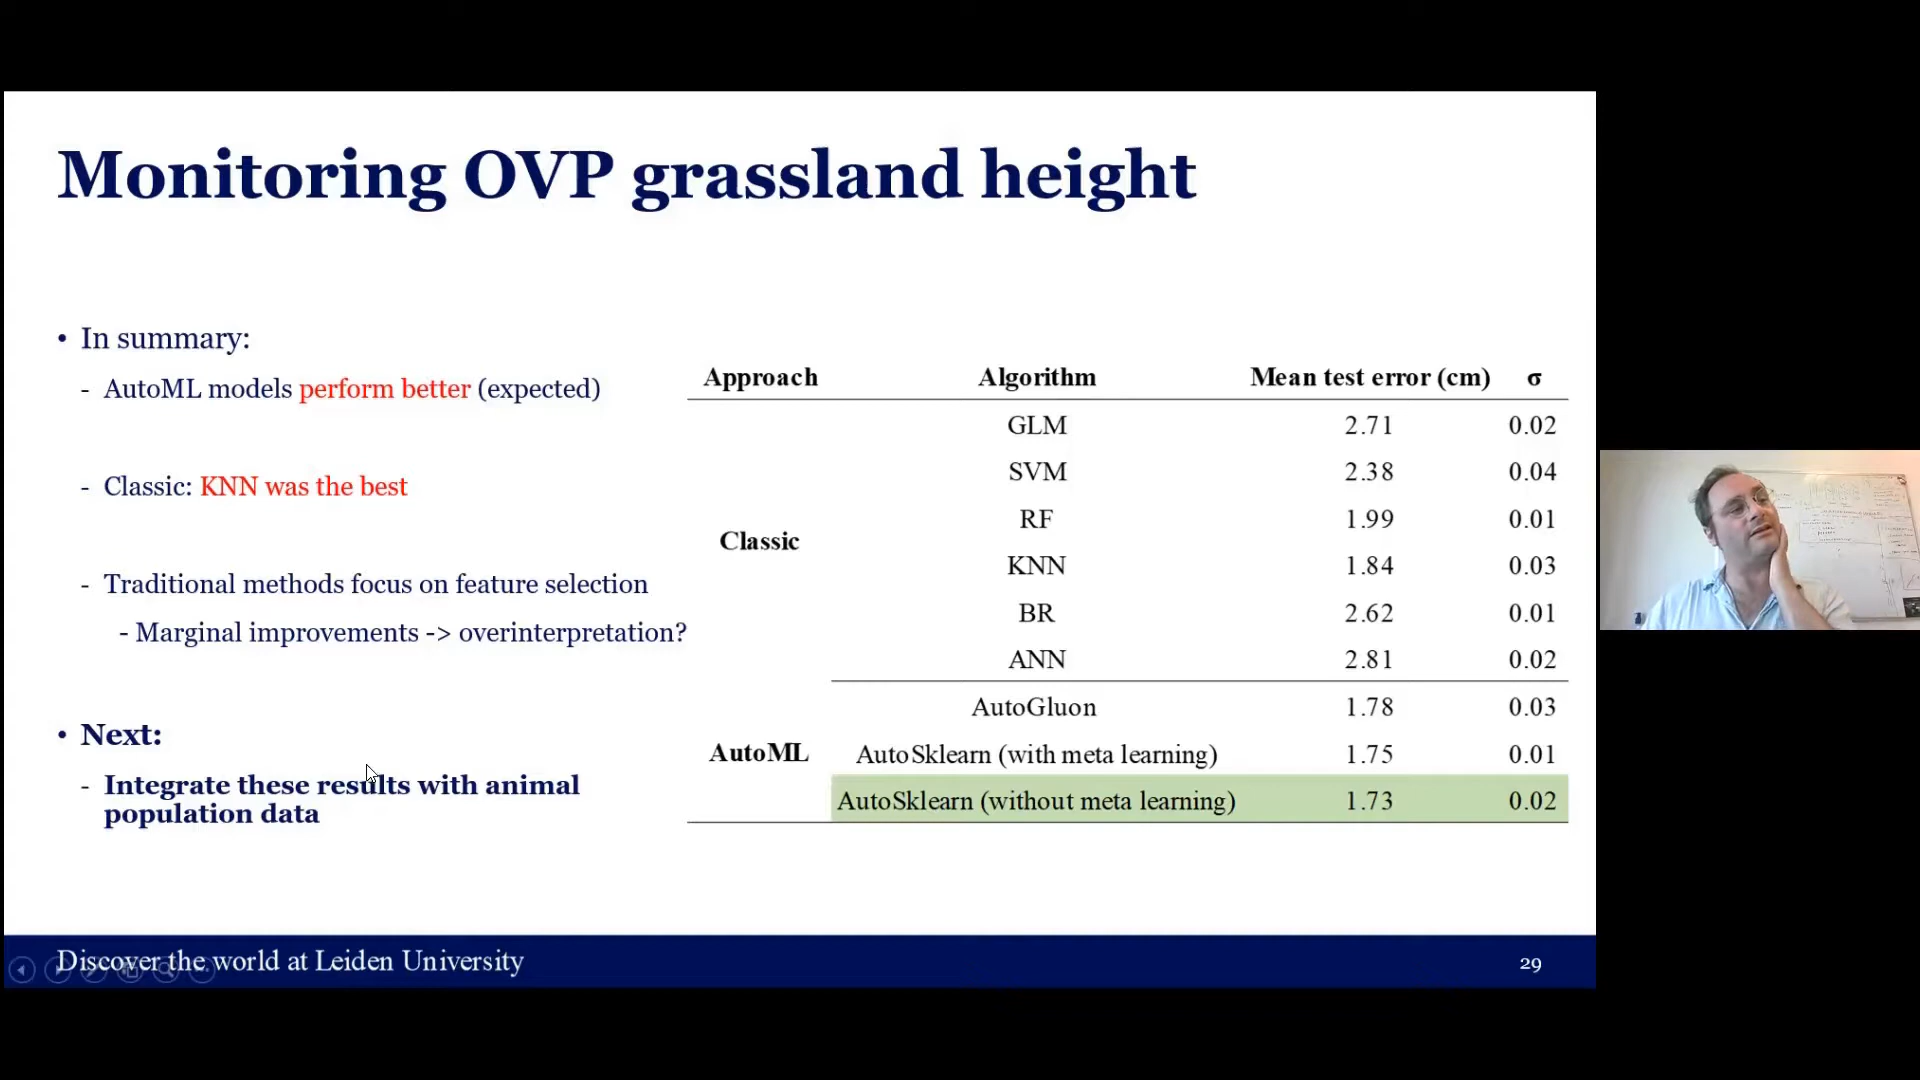 Monitoring OVP grassland height
• In summary:
- AutoML models perform better (expected)
- Classic: KNN was the best
- Traditional methods focus on feature selection
- Marginal improvements -> overinterpretation?
• Next:
- Integrate these results with animal
population data
Approach Algorithm Mean test error (cm) σ
Classic
GLM 2.71 0.02
SVM 2.38 0.04
RF 1.99 0.01
KNN 1.84 0.03
BR 2.62 0.01
ANN 2.81 0.02
AutoML
AutoGluon 1.78 0.03
AutoSklearn (with meta learning) 1.75 0.01
AutoSklearn (without meta learning) 1.73 0.02
Discover the world at Leiden University
29